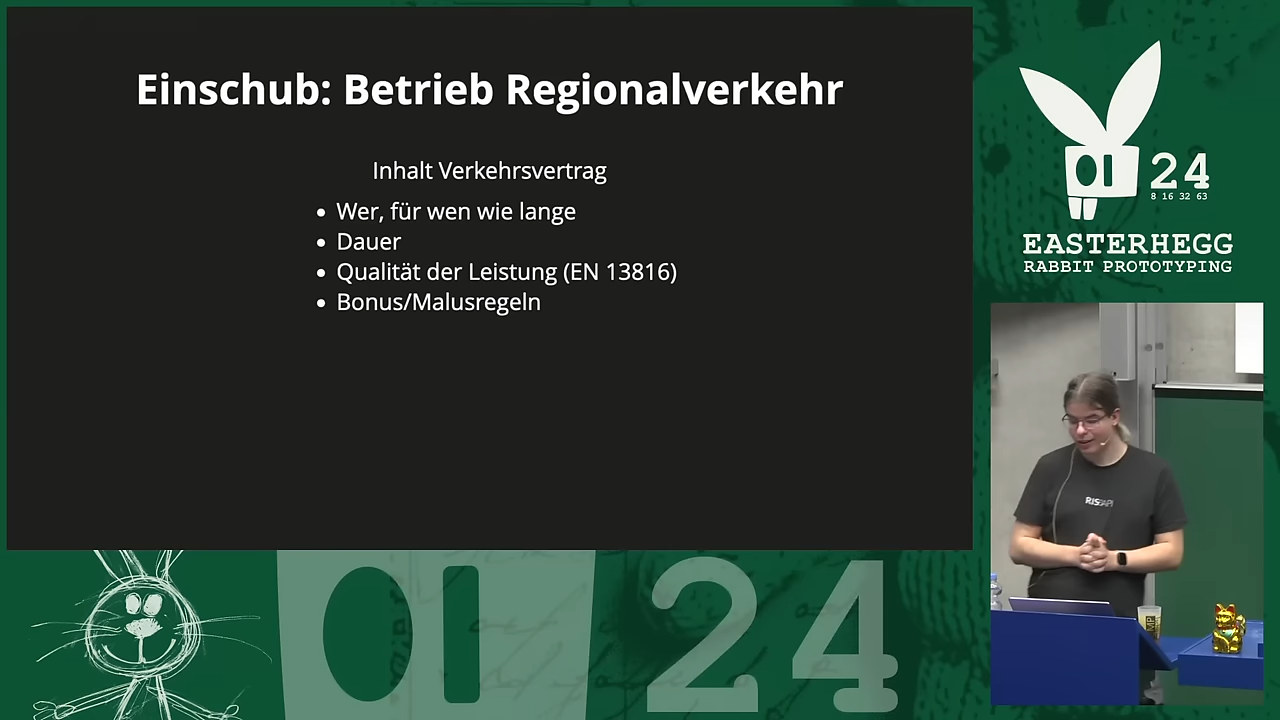 Einschub: Betrieb Regionalverkehr
Inhalt Verkehrsvertrag
Wer, für wen wie lange
Dauer
Qualität der Leistung (EN 13816)
Bonus/Malusregeln
24
8 16 32 63
EASTERHEGG
RABBIT PROTOTYPING
24